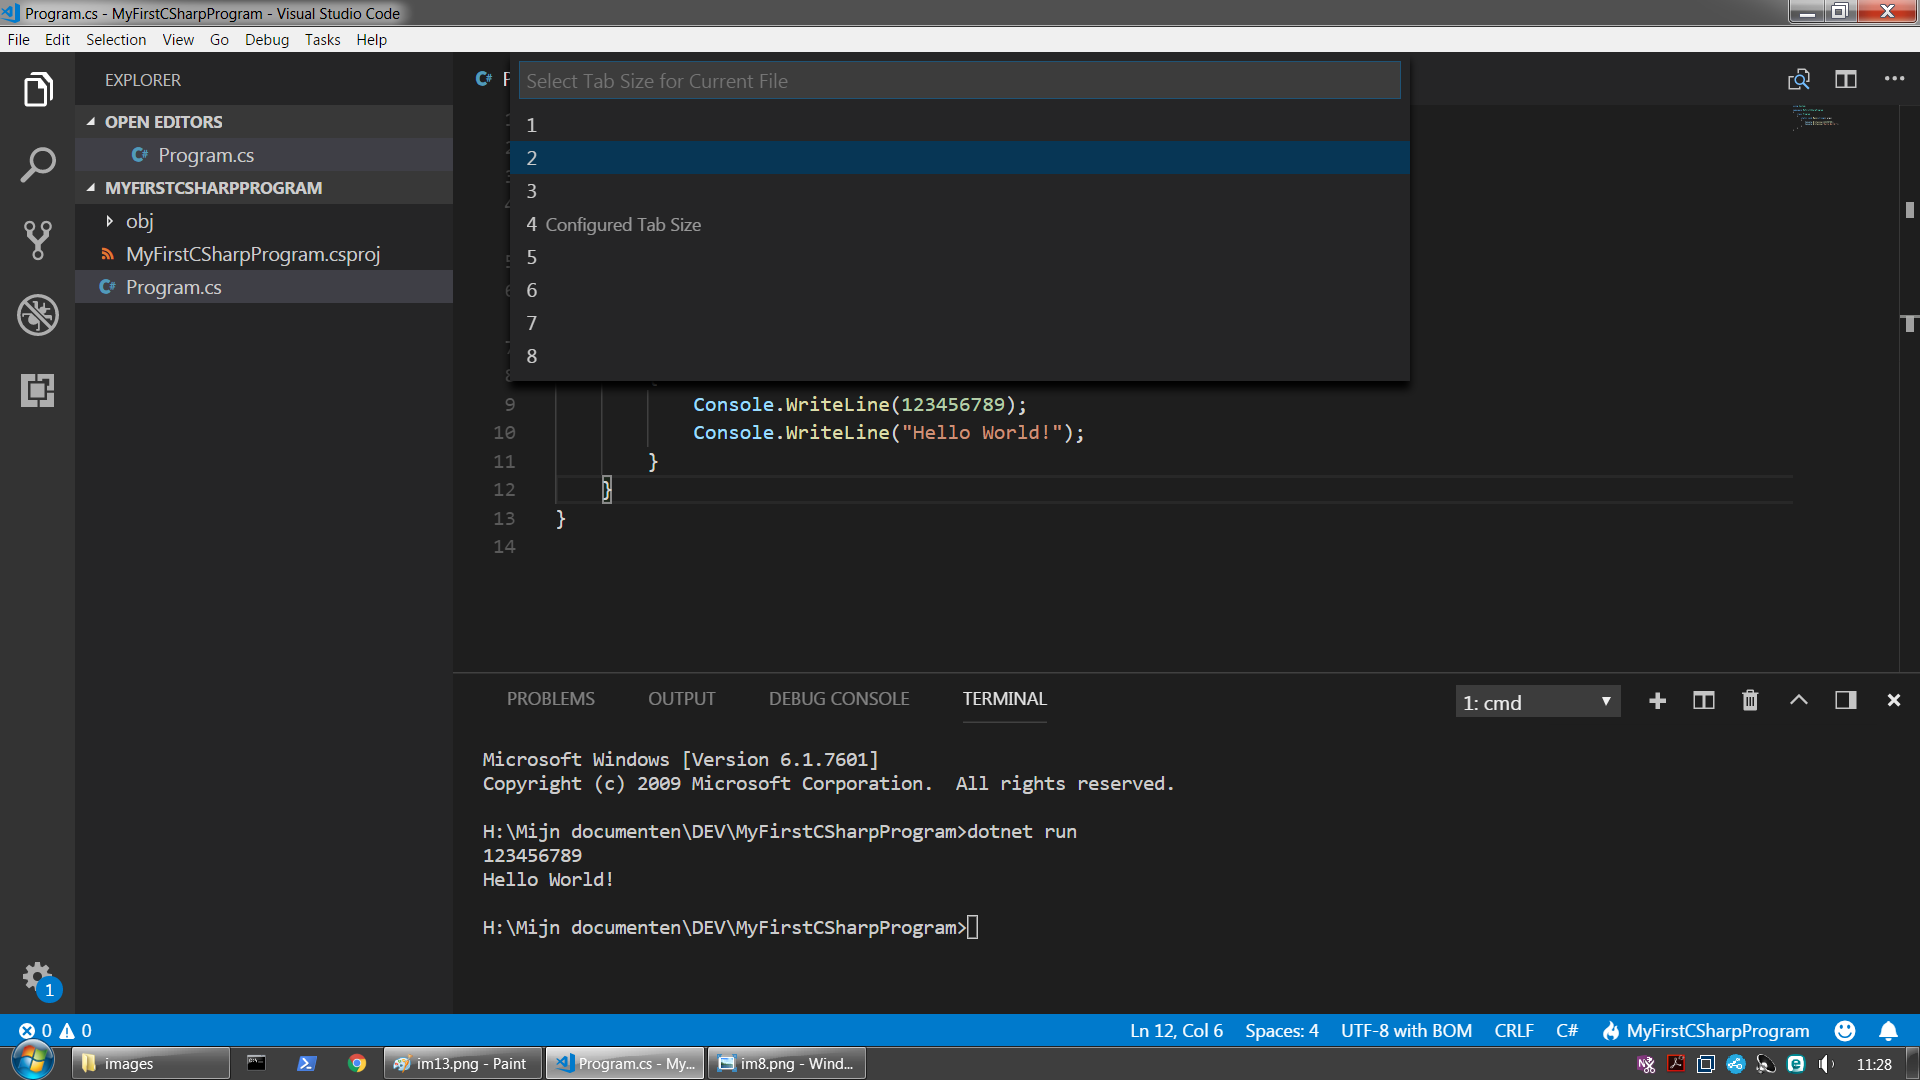 Program.cs - MyFirstCSharpProgram - Visual Studio Code
File Edit Selection View Go Debug Tasks Help
EXPLORER
OPEN EDITORS
C# Program.cs
MYFIRSTCSHARPPROGRAM
obj
MyFirstCSharpProgram.csproj
C# Program.cs
C#
Select Tab Size for Current File
1
2
3
4 Configured Tab Size
5
6
7
8
9 Console.WriteLine(123456789);
10 Console.WriteLine("Hello World!");
11 }
12 }
13 }
14
PROBLEMS OUTPUT DEBUG CONSOLE TERMINAL 1: cmd
Microsoft Windows [Version 6.1.7601]
Copyright (c) 2009 Microsoft Corporation.  All rights reserved.
H:\Mijn documenten\DEV\MyFirstCSharpProgram>dotnet run
123456789
Hello World!
H:\Mijn documenten\DEV\MyFirstCSharpProgram>
1
0 0 Ln 12, Col 6 Spaces: 4 UTF-8 with BOM CRLF C# MyFirstCSharpProgram
images im13.png - Paint Program.cs - My... im8.png - Wind... 11:28